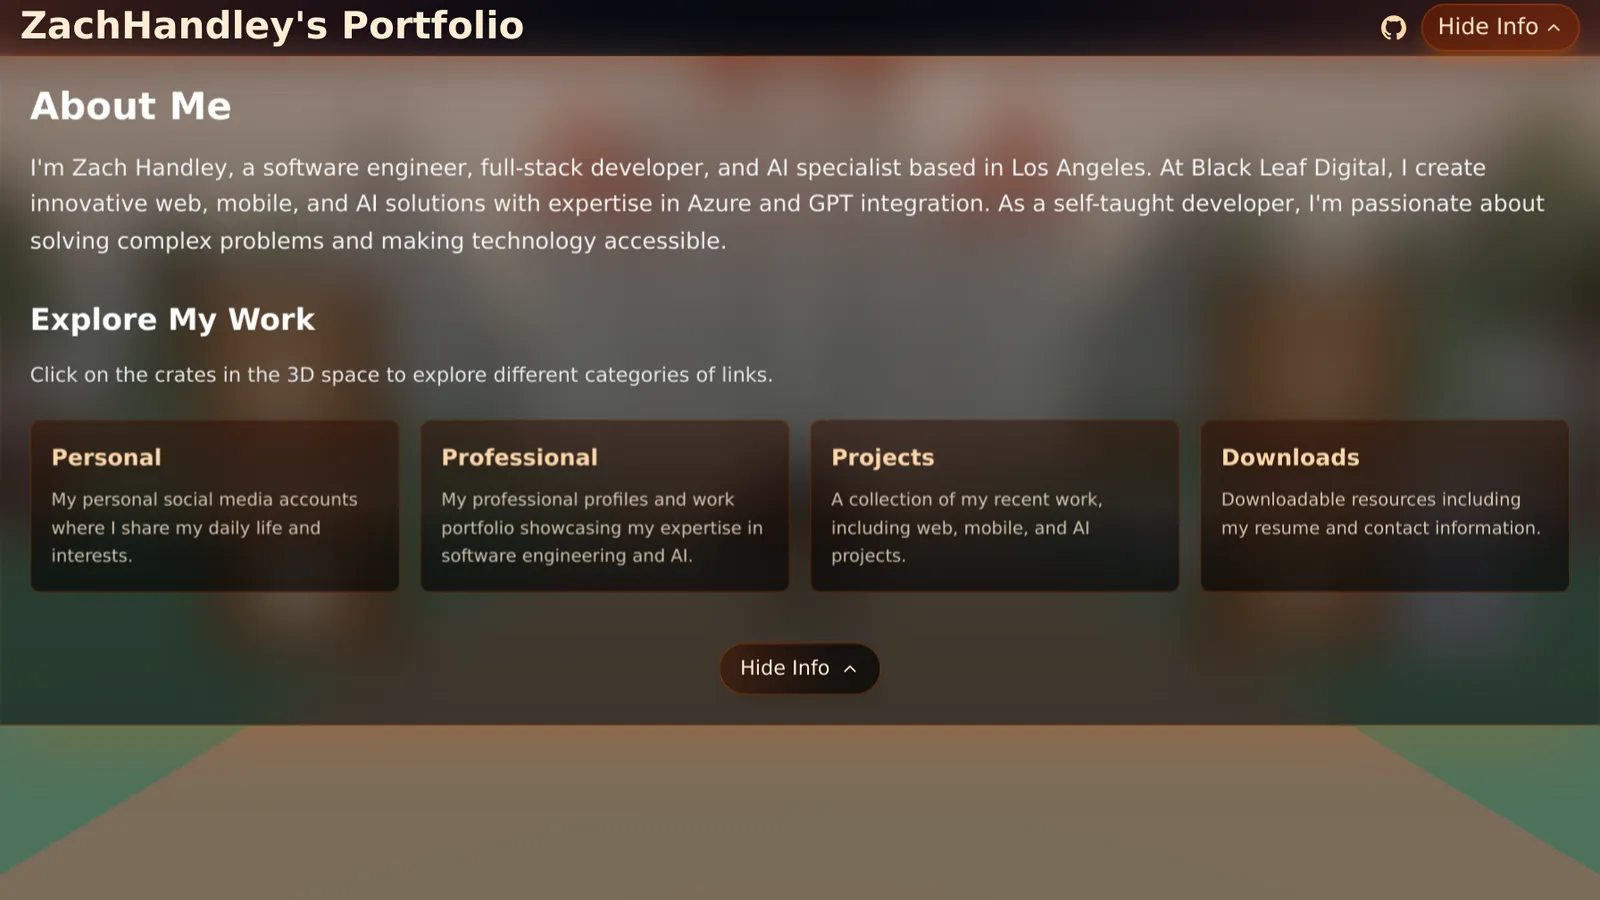 ZachHandley's Portfolio
Hide Info
About Me
I'm Zach Handley, a software engineer, full-stack developer, and AI specialist based in Los Angeles. At Black Leaf Digital, I create
innovative web, mobile, and AI solutions with expertise in Azure and GPT integration. As a self-taught developer, I'm passionate about
solving complex problems and making technology accessible.
Explore My Work
Click on the crates in the 3D space to explore different categories of links.
Personal
My personal social media accounts
where I share my daily life and
interests.
Professional
My professional profiles and work
portfolio showcasing my expertise in
software engineering and AI.
Projects
A collection of my recent work,
including web, mobile, and AI
projects.
Downloads
Downloadable resources including
my resume and contact information.
Hide Info